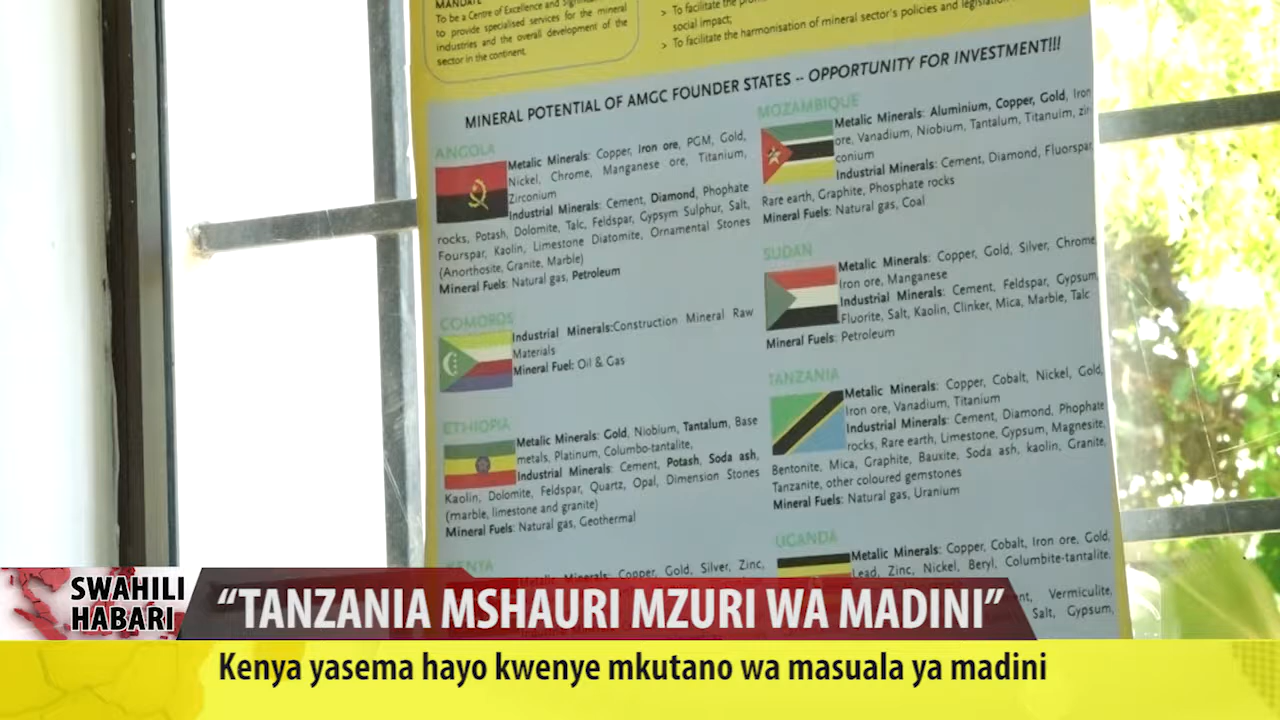 MANDATE
To be a Centre of Excellence and
to provide specialised services for the mineral
industries and the overall development of the
sector in the continent.
> To facilitate the
social impact;
> To facilitate the harmonisation of mineral sector's policies and
MINERAL POTENTIAL OF AMGC FOUNDER STATES -- OPPORTUNITY FOR INVESTMENT!!!
ANGOLA
Metalic Minerals: Copper, Iron ore, PGM, Gold,
Nickel, Chrome, Manganese ore, Titanium,
Zirconium
Industrial Minerals: Cement, Diamond, Phophate
rocks, Potash, Dolomite, Talc, Feldspar, Gypsym Sulphur, Salt,
Fourspar, Kaolin, Limestone Diatomite, Ornamental Stones
(Anorthosite, Granite, Marble)
Mineral Fuels: Natural gas, Petroleum
COMOROS
Industrial Minerals:Construction Mineral Raw
Materials
Mineral Fuel: Oil & Gas
ETHIOPIA
Metalic Minerals: Gold, Niobium, Tantalum, Base
metals, Platinum, Columbo-tantalite,
Industrial Minerals: Cement, Potash, Soda ash,
Kaolin, Dolomite, Feldspar, Quartz, Opal, Dimension Stones
(marble, limestone and granite)
Mineral Fuels: Natural gas, Geothermal
KENYA
Metalic Minerals: Copper, Gold, Silver, Zinc,
MOZAMBIQUE
Metalic Minerals: Aluminium, Copper, Gold, Iron
ore, Vanadium, Niobium, Tantalum, Titanuim, zir
conium
Industrial Minerals: Cement, Diamond, Fluorspar,
Rare earth, Graphite, Phosphate rocks
Mineral Fuels: Natural gas, Coal
SUDAN
Metalic Minerals: Copper, Gold, Silver, Chrome,
Iron ore, Manganese
Industrial Minerals: Cement, Feldspar, Gypsum,
Fluorite, Salt, Kaolin, Clinker, Mica, Marble, Talc
Mineral Fuels: Petroleum
TANZANIA
Metalic Minerals: Copper, Cobalt, Nickel, Gold,
Iron ore, Vanadium, Titanium
Industrial Minerals: Cement, Diamond, Phophate
rocks, Rare earth, Limestone, Gypsum, Magnesite,
Bentonite, Mica, Graphite, Bauxite, Soda ash, kaolin, Granite,
Tanzanite, other coloured gemstones
Mineral Fuels: Natural gas, Uranium
UGANDA
Metalic Minerals: Copper, Cobalt, Iron ore, Gold,
Lead, Zinc, Nickel, Beryl, Columbite-tantalite,
Vermiculite,
Salt, Gypsum,
SWAHILI
HABARI
“TANZANIA MSHAURI MZURI WA MADINI”
Kenya yasema hayo kwenye mkutano wa masuala ya madini